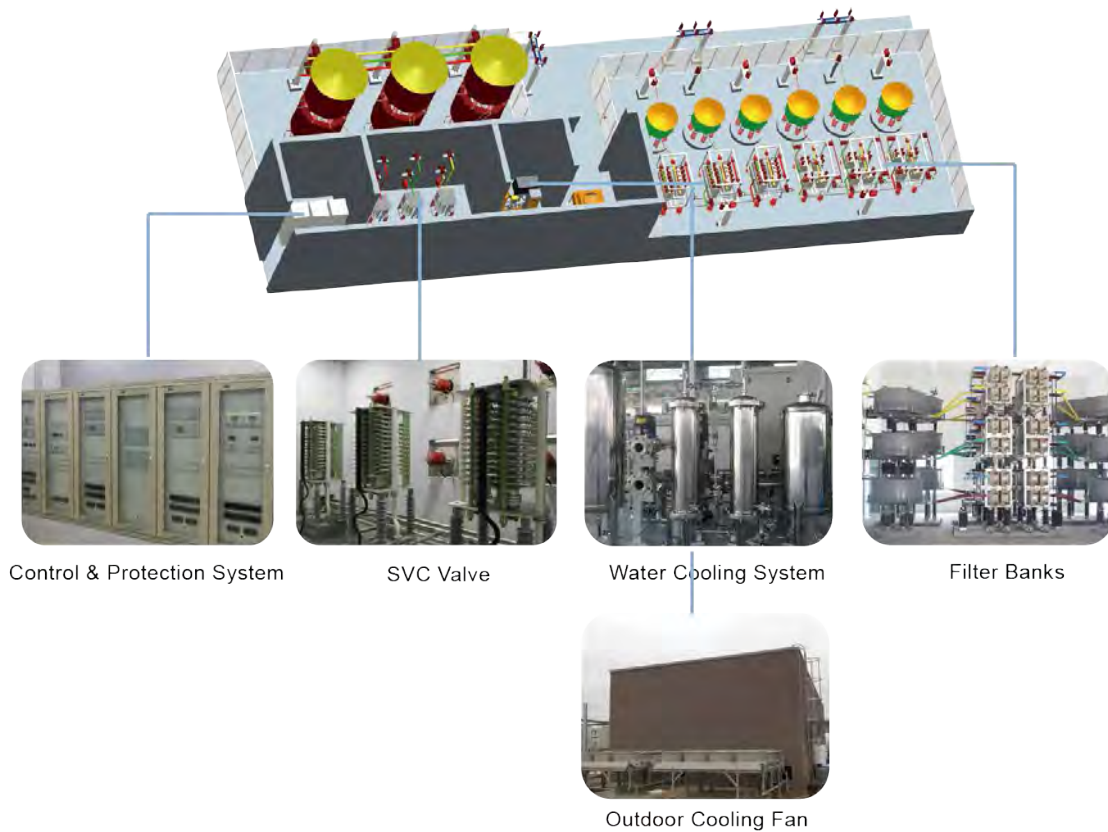 Control & Protection System
SVC Valve
Water Cooling System
Filter Banks
Outdoor Cooling Fan